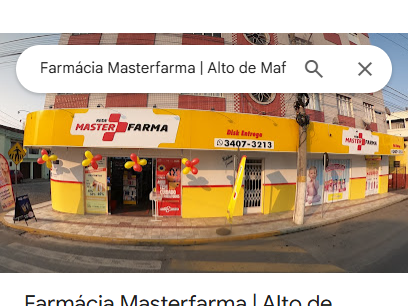 Farmácia Masterfarma | Alto de Maf
REDE
MASTER FARMA
Disk Entrega
3407-3213
MASTER FARMA
Farmácia Masterfarma | Alto de